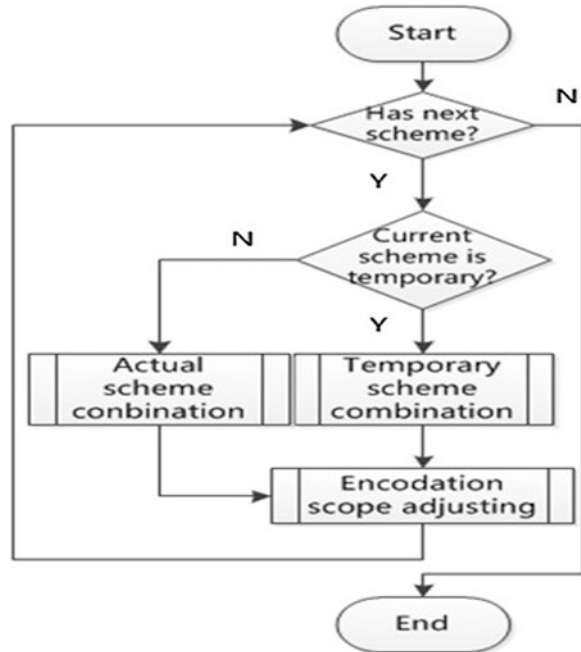 Start
Has next
scheme?
N
Y
Current
scheme is
temporary?
N
Y
Actual
scheme
conbination
Temporary
scheme
combination
Encodation
scope adjusting
End